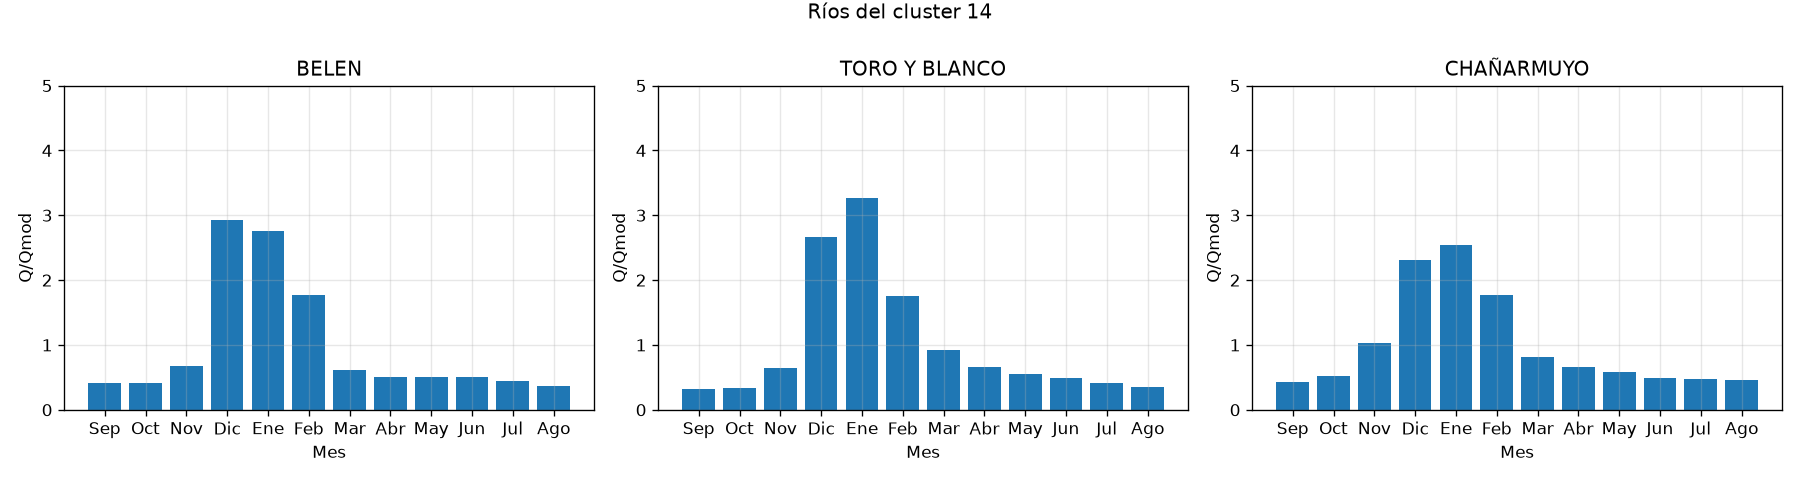 Ríos del cluster 14
BELEN
5
4
3
2
1
0
Q/Qmod
Sep Oct Nov Dic Ene Feb Mar Abr May Jun Jul Ago
Mes
TORO Y BLANCO
5
4
3
2
1
0
Q/Qmod
Sep Oct Nov Dic Ene Feb Mar Abr May Jun Jul Ago
Mes
CHAÑARMUYO
5
4
3
2
1
0
Q/Qmod
Sep Oct Nov Dic Ene Feb Mar Abr May Jun Jul Ago
Mes